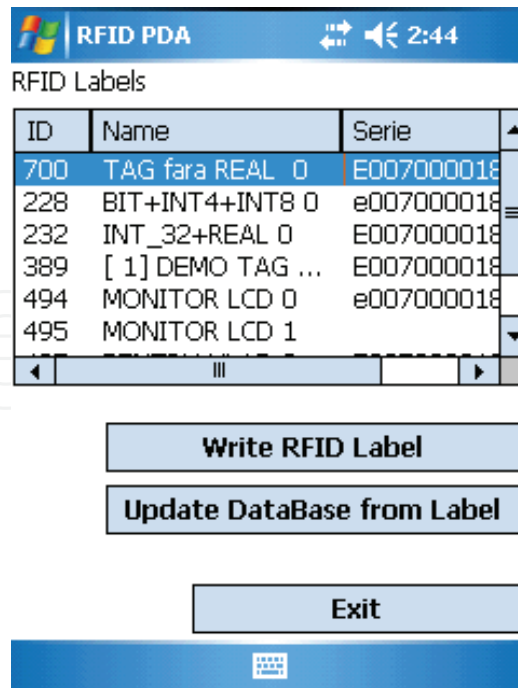 RFID PDA 2:44
RFID Labels
ID Name Serie
700 TAG fara REAL 0 E007000018
228 BIT+INT4+INT8 0 e007000018
232 INT_32+REAL 0 E007000018
389 [ 1] DEMO TAG ... E007000018
494 MONITOR LCD 0 e007000018
495 MONITOR LCD 1
Write RFID Label
Update DataBase from Label
Exit